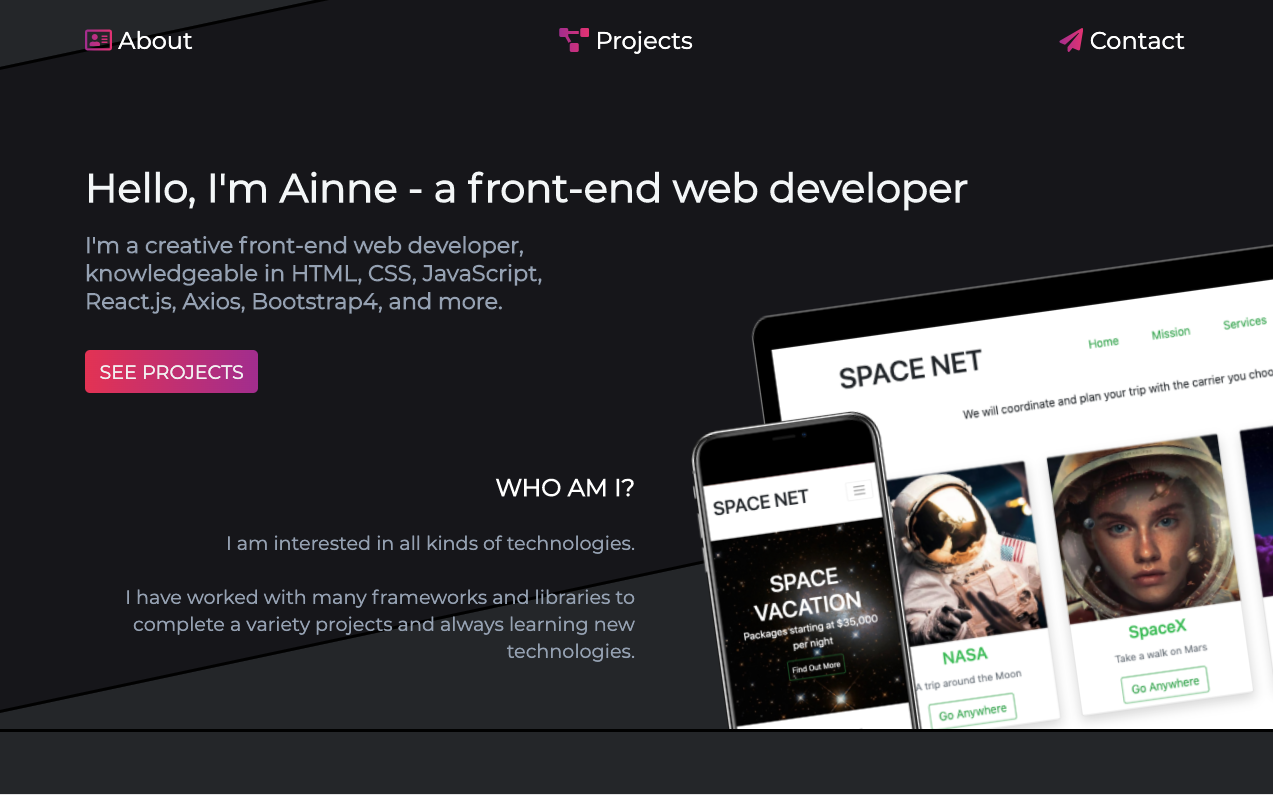 About
Projects
Contact
Hello, I'm Ainne - a front-end web developer
I'm a creative front-end web developer,
knowledgeable in HTML, CSS, JavaScript,
React.js, Axios, Bootstrap4, and more.
SEE PROJECTS
WHO AM I?
I am interested in all kinds of technologies.
I have worked with many frameworks and libraries to
complete a variety projects and always learning new
technologies.
SPACE NET
Home
Mission
Services
We will coordinate and plan your trip with the carrier you choo
NASA
A trip around the Moon
Go Anywhere
SpaceX
Take a walk on Mars
Go Anywhere
SPACE NET
SPACE
VACATION
Packages starting at $35,000
per night
Find Out More